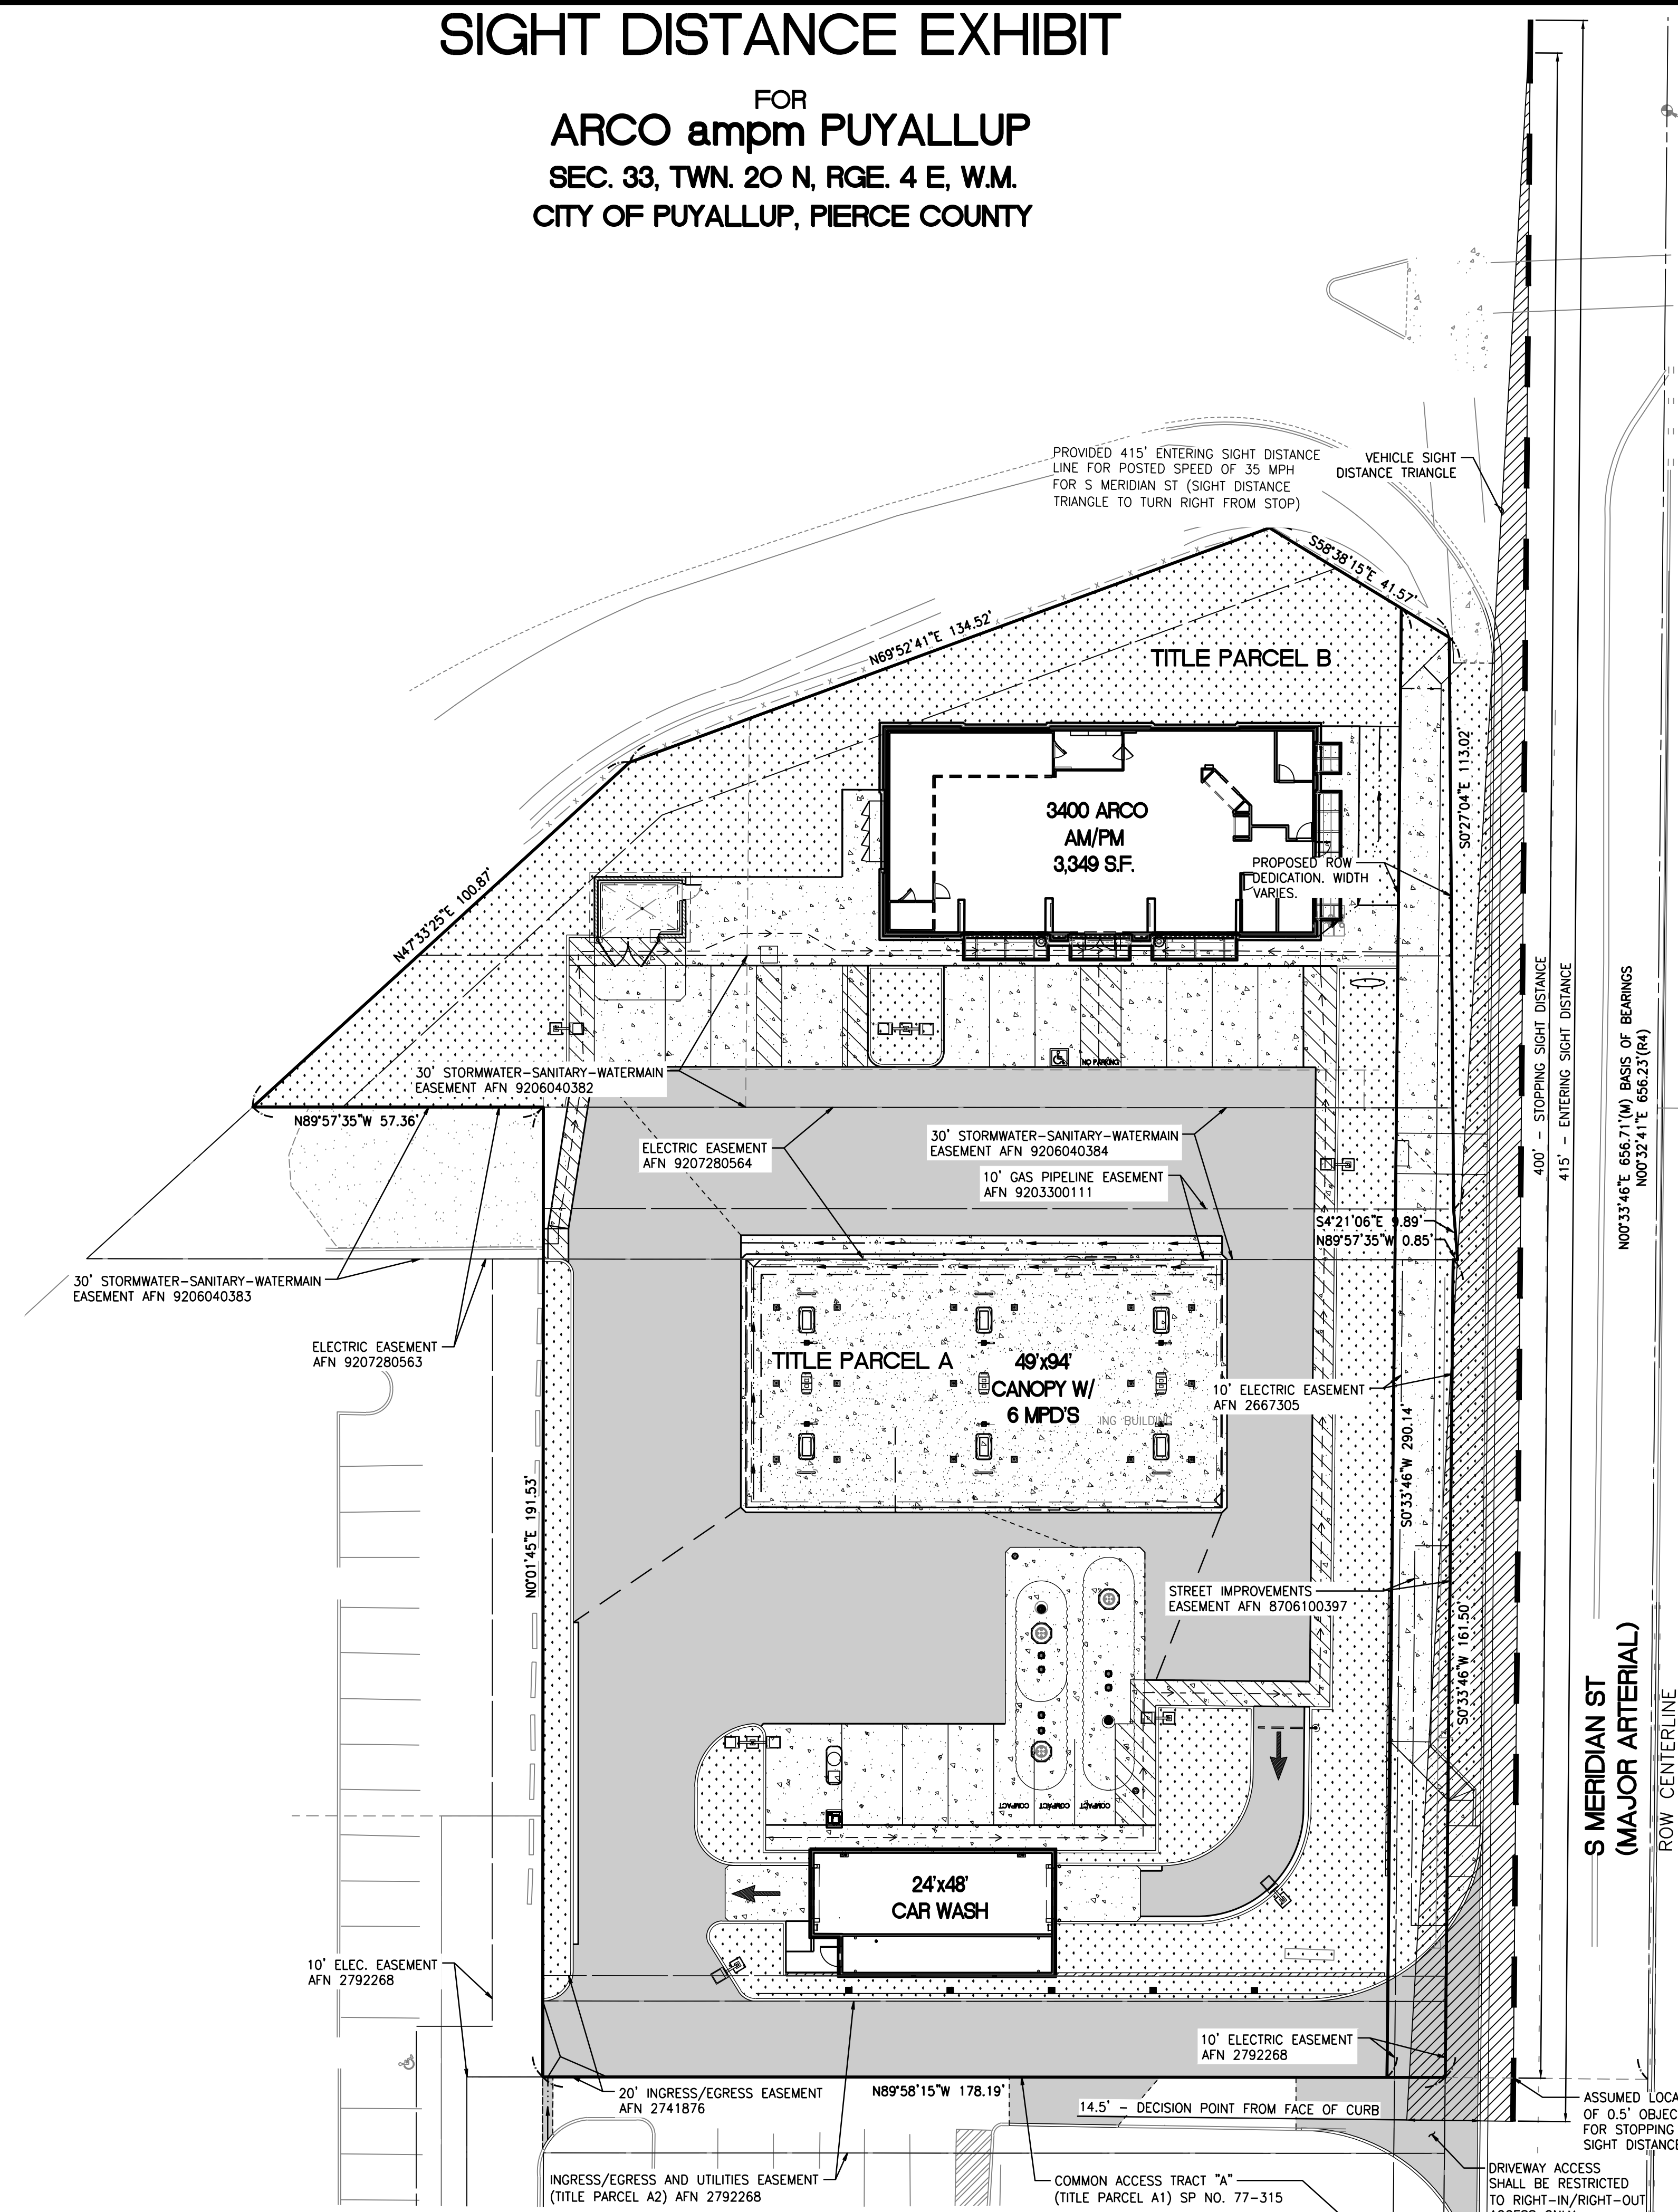 SIGHT DISTANCE EXHIBIT
FOR
ARCO ampm PUYALLUP
SEC. 33, TWN. 20 N, RGE. 4 E, W.M.
CITY OF PUYALLUP, PIERCE COUNTY
PROVIDED 415' ENTERING SIGHT DISTANCE
LINE FOR POSTED SPEED OF 35 MPH
FOR S MERIDIAN ST (SIGHT DISTANCE
TRIANGLE TO TURN RIGHT FROM STOP)
VEHICLE SIGHT
DISTANCE TRIANGLE
S58°38'15"E 41.57'
N69°52'41"E 134.52'
TITLE PARCEL B
S0°27'04"E 113.02'
3400 ARCO
AM/PM
3,349 S.F.
PROPOSED ROW
DEDICATION. WIDTH
VARIES.
N47°33'25"E 100.87'
400' - STOPPING SIGHT DISTANCE
415' - ENTERING SIGHT DISTANCE
N00°33'46"E 656.71'(M) BASIS OF BEARINGS
N00°32'41"E 656.23'(R4)
NO PARKING
30' STORMWATER-SANITARY-WATERMAIN
EASEMENT AFN 9206040382
N89°57'35"W 57.36'
ELECTRIC EASEMENT
AFN 9207280564
30' STORMWATER-SANITARY-WATERMAIN
EASEMENT AFN 9206040384
10' GAS PIPELINE EASEMENT
AFN 9203300111
S4°21'06"E 9.89'
N89°57'35"W 0.85'
30' STORMWATER-SANITARY-WATERMAIN
EASEMENT AFN 9206040383
ELECTRIC EASEMENT
AFN 9207280563
TITLE PARCEL A
49'x94'
CANOPY W/
6 MPD'S
ING BUILDING
10' ELECTRIC EASEMENT
AFN 2667305
S0°33'46"W 290.14'
N0°01'45"E 191.53'
STREET IMPROVEMENTS
EASEMENT AFN 8706100397
S0°33'46"W 161.50'
S MERIDIAN ST
(MAJOR ARTERIAL)
ROW CENTERLINE
COMPACT COMPACT COMPACT
24'x48'
CAR WASH
10' ELEC. EASEMENT
AFN 2792268
10' ELECTRIC EASEMENT
AFN 2792268
20' INGRESS/EGRESS EASEMENT
AFN 2741876
N89°58'15"W 178.19'
14.5' - DECISION POINT FROM FACE OF CURB
ASSUMED LOCA
OF 0.5' OBJEC
FOR STOPPING
SIGHT DISTANCE
INGRESS/EGRESS AND UTILITIES EASEMENT
(TITLE PARCEL A2) AFN 2792268
COMMON ACCESS TRACT "A"
(TITLE PARCEL A1) SP NO. 77-315
DRIVEWAY ACCESS
SHALL BE RESTRICTED
TO RIGHT-IN/RIGHT-OUT